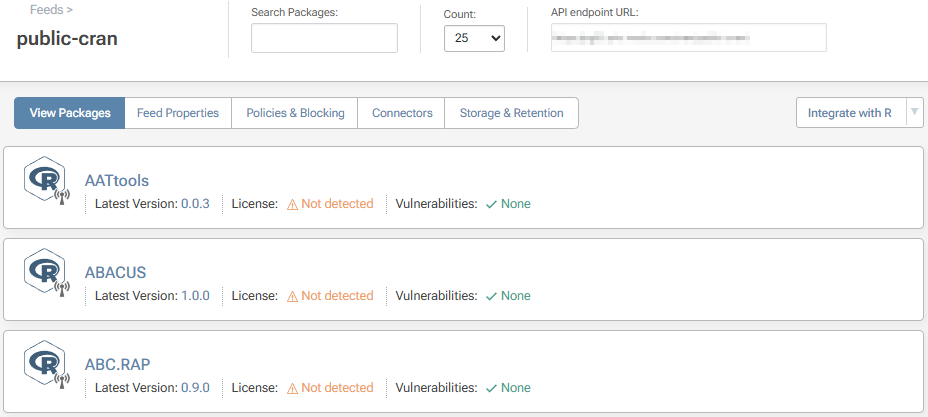 Feeds >
public-cran
Search Packages:
Count:
25
API endpoint URL:
View Packages
Feed Properties
Policies & Blocking
Connectors
Storage & Retention
Integrate with R
R
AATtools
Latest Version: 0.0.3 License: Not detected Vulnerabilities: None
R
ABACUS
Latest Version: 1.0.0 License: Not detected Vulnerabilities: None
R
ABC.RAP
Latest Version: 0.9.0 License: Not detected Vulnerabilities: None